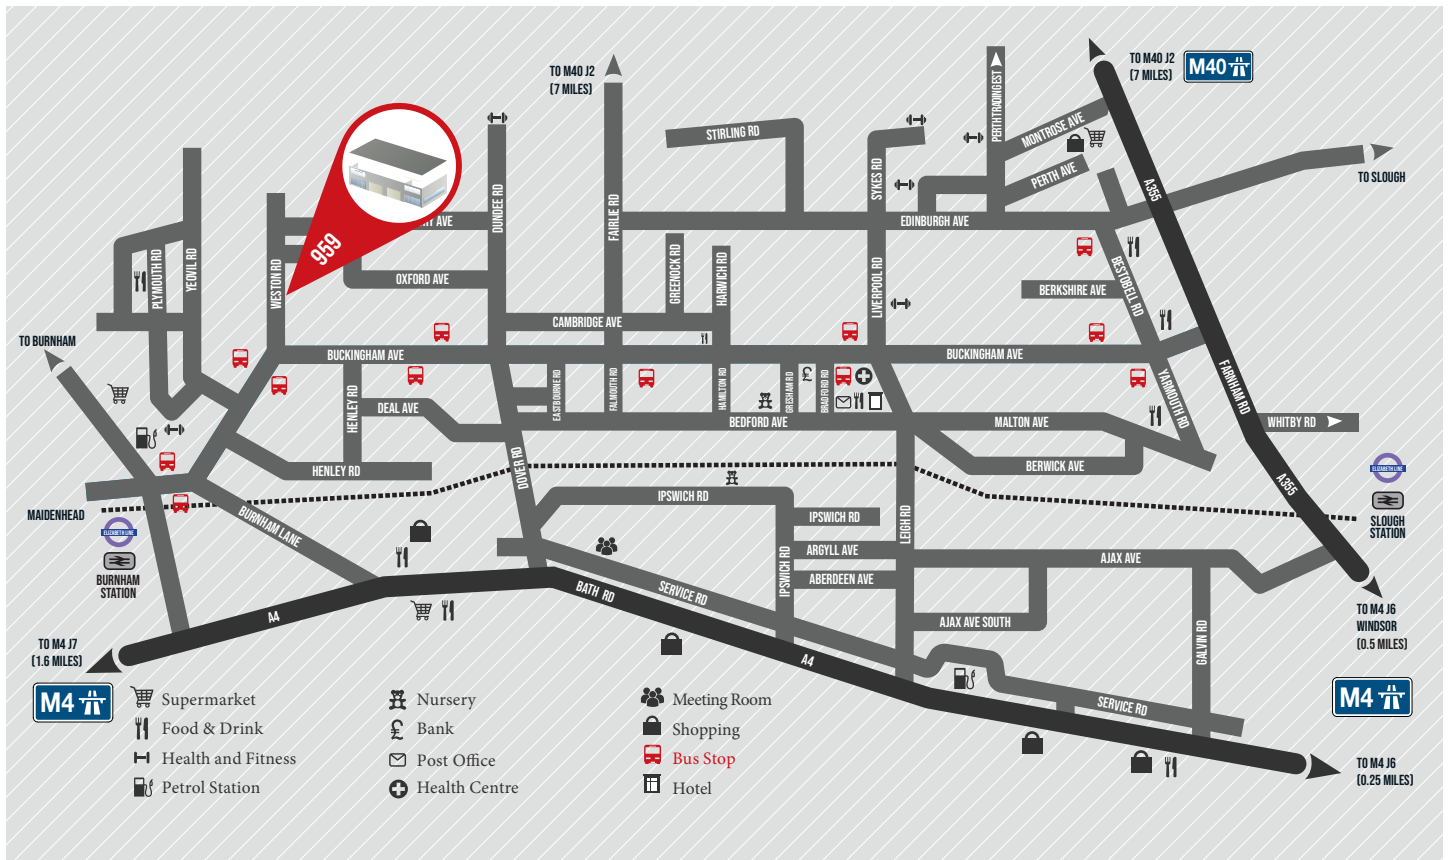 TO M40 J2
(7 MILES)
TO M40 J2
(7 MILES)
M40
PERTH TRADING EST
MONTROSE AVE
STIRLING RD
PERTH AVE
SYKES RD
A355
TO SLOUGH
DUNDEE RD
FAIRLIE RD
AVE
EDINBURGH AVE
959
PLYMOUTH RD
YEOVIL RD
WESTON RD
OXFORD AVE
GREENOCK RD
HARWICH RD
LIVERPOOL RD
BERKSHIRE AVE
BESTOBELL RD
CAMBRIDGE AVE
TO BURNHAM
BUCKINGHAM AVE
BUCKINGHAM AVE
HENLEY RD
DEAL AVE
EASTBOURNE RD
FALMOUTH RD
HAMILTON RD
GRESHAM RD
BRADFORD RD
YARMOUTH RD
FARNHAM RD
BEDFORD AVE
MALTON AVE
WHITBY RD
HENLEY RD
DOVER RD
BERWICK AVE
ELIZABETH LINE
A355
SLOUGH
STATION
IPSWICH RD
IPSWICH RD
LEIGH RD
MAIDENHEAD
ELIZABETH LINE
BURNHAM
STATION
BURNHAM LANE
ARGYLL AVE
AJAX AVE
IPSWICH RD
ABERDEEN AVE
BATH RD
SERVICE RD
A4
AJAX AVE SOUTH
GALVIN RD
TO M4 J6
WINDSOR
(0.5 MILES)
TO M4 J7
(1.6 MILES)
M4
A4
SERVICE RD
M4
TO M4 J6
(0.25 MILES)
Supermarket
Food & Drink
Health and Fitness
Petrol Station
Nursery
Bank
Post Office
Health Centre
Meeting Room
Shopping
Bus Stop
Hotel